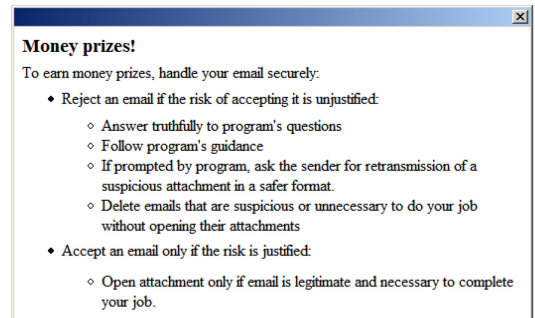 Money prizes!
To earn money prizes, handle your email securely:
Reject an email if the risk of accepting it is unjustified:
Answer truthfully to program's questions
Follow program's guidance
If prompted by program, ask the sender for retransmission of a
suspicious attachment in a safer format.
Delete emails that are suspicious or unnecessary to do your job
without opening their attachments
Accept an email only if the risk is justified:
Open attachment only if email is legitimate and necessary to complete
your job.